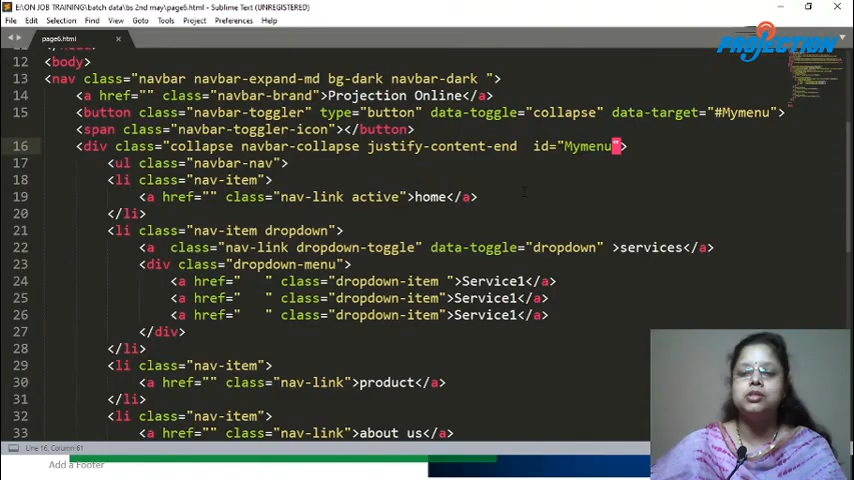 E:\ON JOB TRAINING\batch data\bs 2nd may\page6.html - Sublime Text (UNREGISTERED)
File Edit Selection Find View Goto Tools Project Preferences Help
page6.html
PROJECTION
12 <body>
13 <nav class="navbar navbar-expand-md bg-dark navbar-dark ">
14 <a href="" class="navbar-brand">Projection Online</a>
15 <button class="navbar-toggler" type="button" data-toggle="collapse" data-target="#Mymenu">
<span class="navbar-toggler-icon"></button>
16 <div class="collapse navbar-collapse justify-content-end  id="Mymenu">
17 <ul class="navbar-nav">
18 <li class="nav-item">
19 <a href="" class="nav-link active">home</a>
20 </li>
21 <li class="nav-item dropdown">
22 <a  class="nav-link dropdown-toggle" data-toggle="dropdown" >services</a>
23 <div class="dropdown-menu">
24 <a href="   " class="dropdown-item ">Service1</a>
25 <a href="   " class="dropdown-item">Service1</a>
26 <a href="   " class="dropdown-item">Service1</a>
27 </div>
28 </li>
29 <li class="nav-item">
30 <a href="" class="nav-link">product</a>
31 </li>
32 <li class="nav-item">
33 <a href="" class="nav-link">about us</a>
Line 16, Column 61
Add a Footer